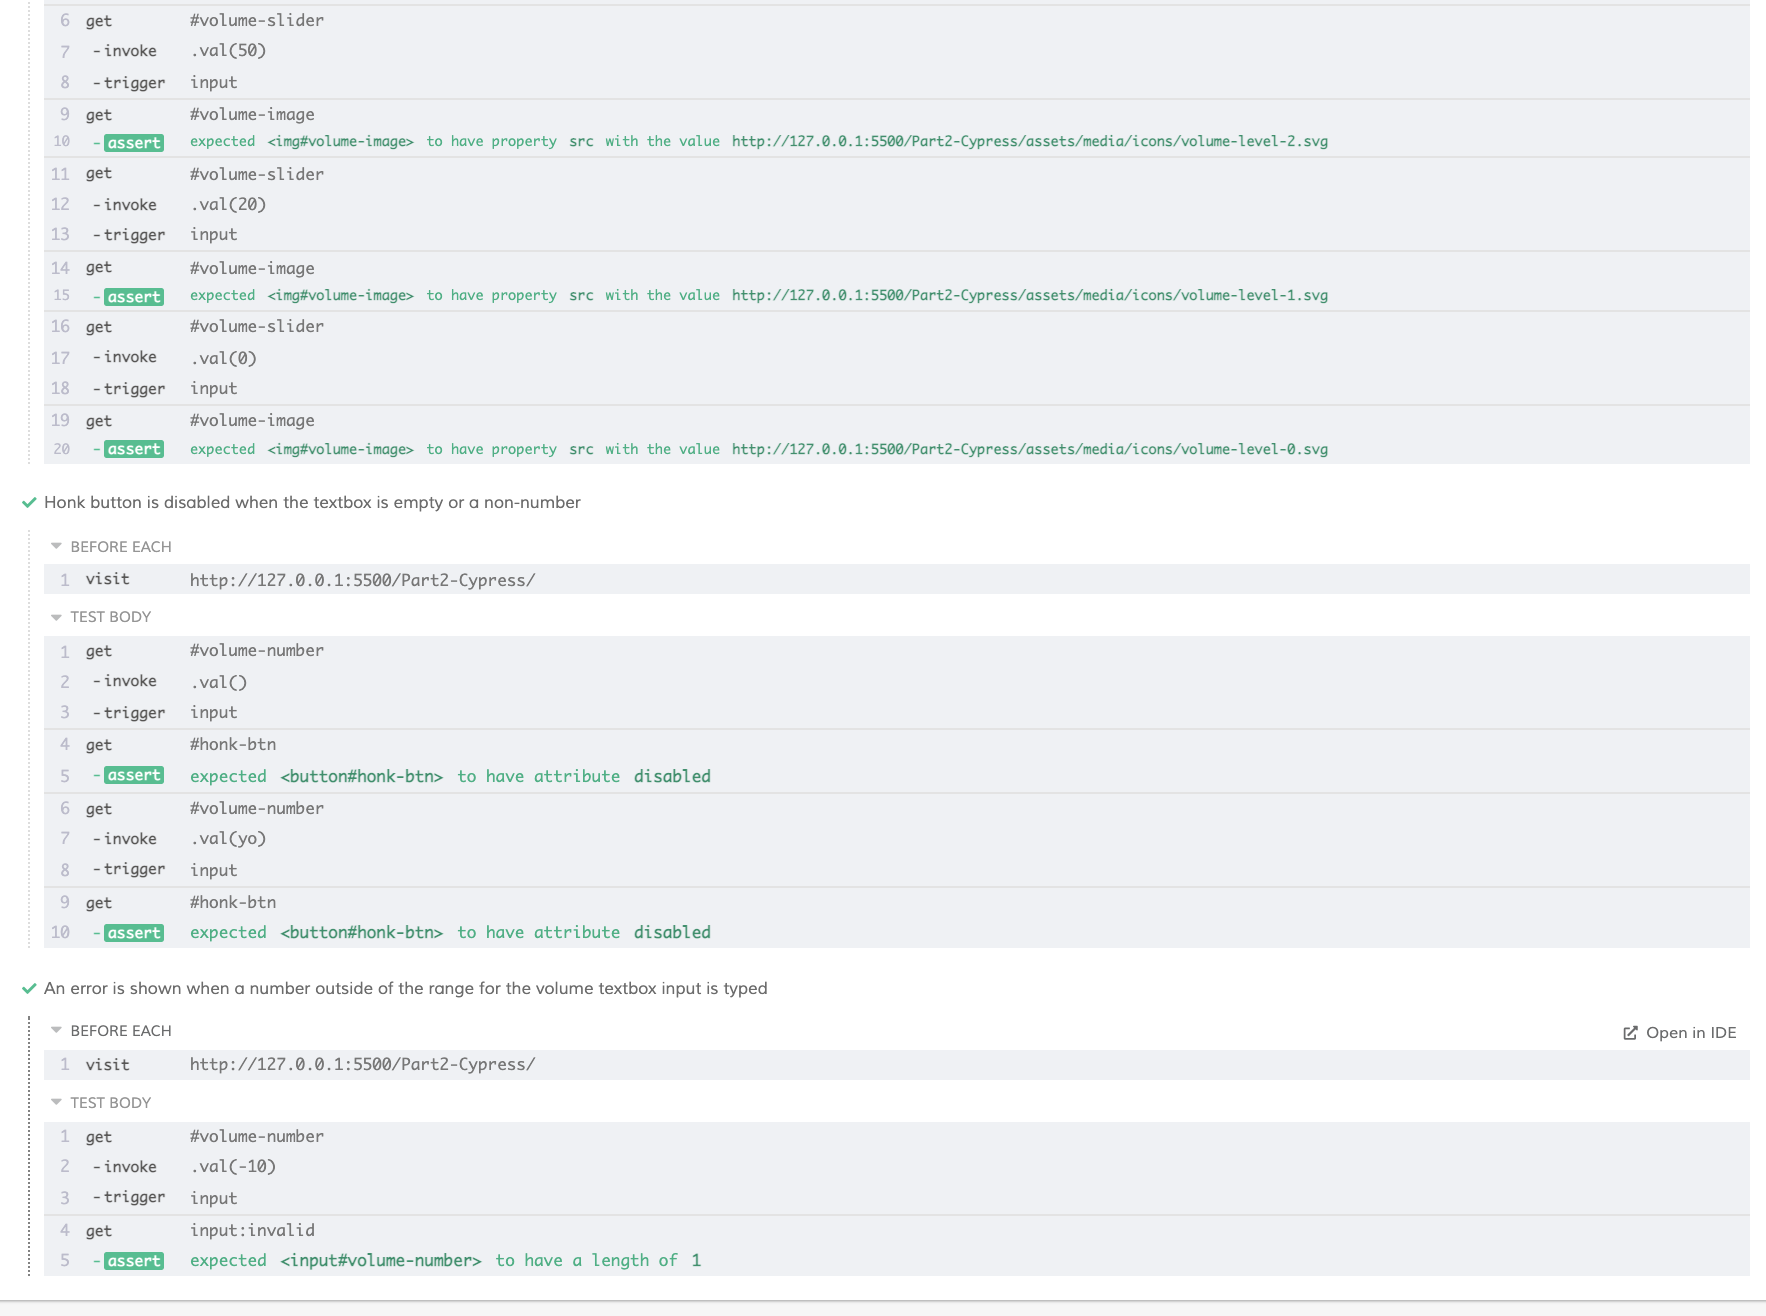 6 get #volume-slider
7 -invoke .val(50)
8 -trigger input
9 get #volume-image
10 -assert expected <img#volume-image> to have property src with the value http://127.0.0.1:5500/Part2-Cypress/assets/media/icons/volume-level-2.svg
11 get #volume-slider
12 -invoke .val(20)
13 -trigger input
14 get #volume-image
15 -assert expected <img#volume-image> to have property src with the value http://127.0.0.1:5500/Part2-Cypress/assets/media/icons/volume-level-1.svg
16 get #volume-slider
17 -invoke .val(0)
18 -trigger input
19 get #volume-image
20 -assert expected <img#volume-image> to have property src with the value http://127.0.0.1:5500/Part2-Cypress/assets/media/icons/volume-level-0.svg
Honk button is disabled when the textbox is empty or a non-number
BEFORE EACH
1 visit http://127.0.0.1:5500/Part2-Cypress/
TEST BODY
1 get #volume-number
2 -invoke .val()
3 -trigger input
4 get #honk-btn
5 -assert expected <button#honk-btn> to have attribute disabled
6 get #volume-number
7 -invoke .val(yo)
8 -trigger input
9 get #honk-btn
10 -assert expected <button#honk-btn> to have attribute disabled
An error is shown when a number outside of the range for the volume textbox input is typed
BEFORE EACH
Open in IDE
1 visit http://127.0.0.1:5500/Part2-Cypress/
TEST BODY
1 get #volume-number
2 -invoke .val(-10)
3 -trigger input
4 get input:invalid
5 -assert expected <input#volume-number> to have a length of 1